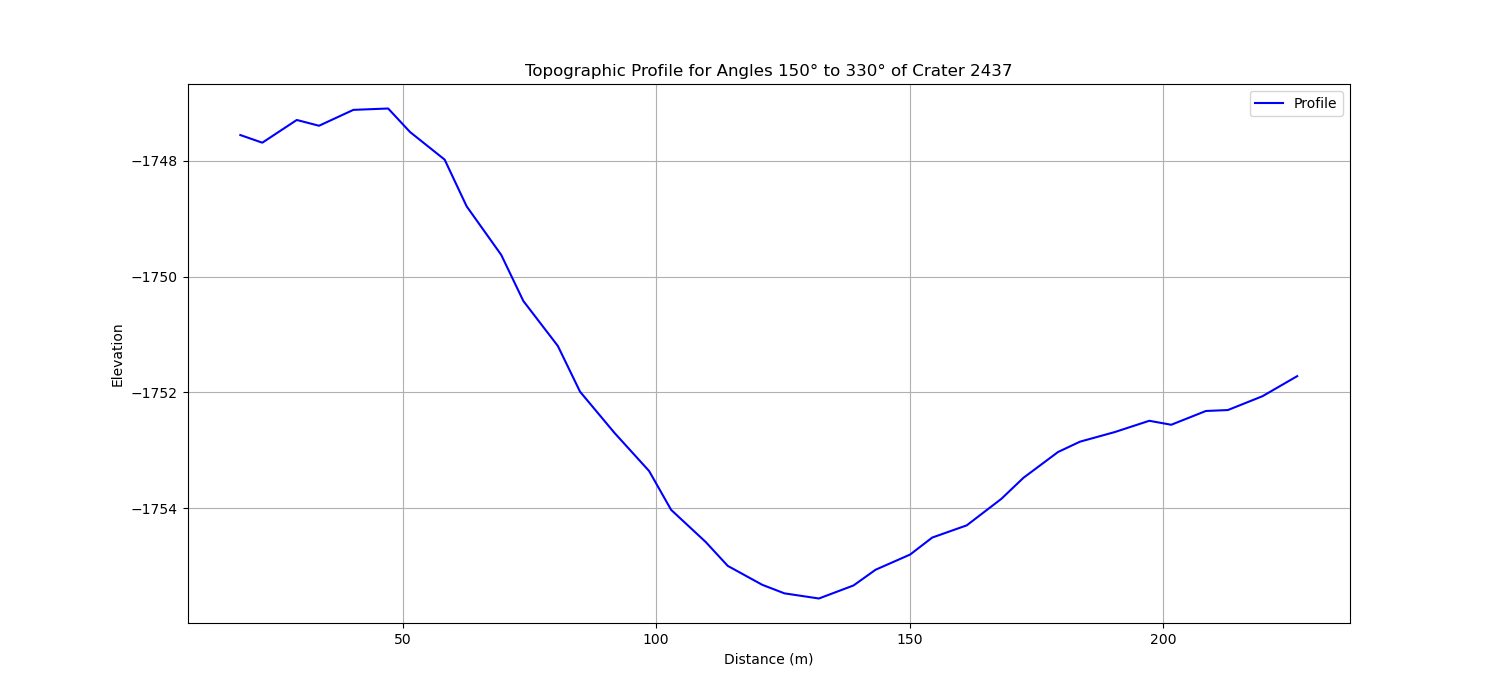 Topographic Profile for Angles 150° to 330° of Crater 2437
Profile
−1748
−1750
−1752
−1754
Elevation
50
100
150
200
Distance (m)